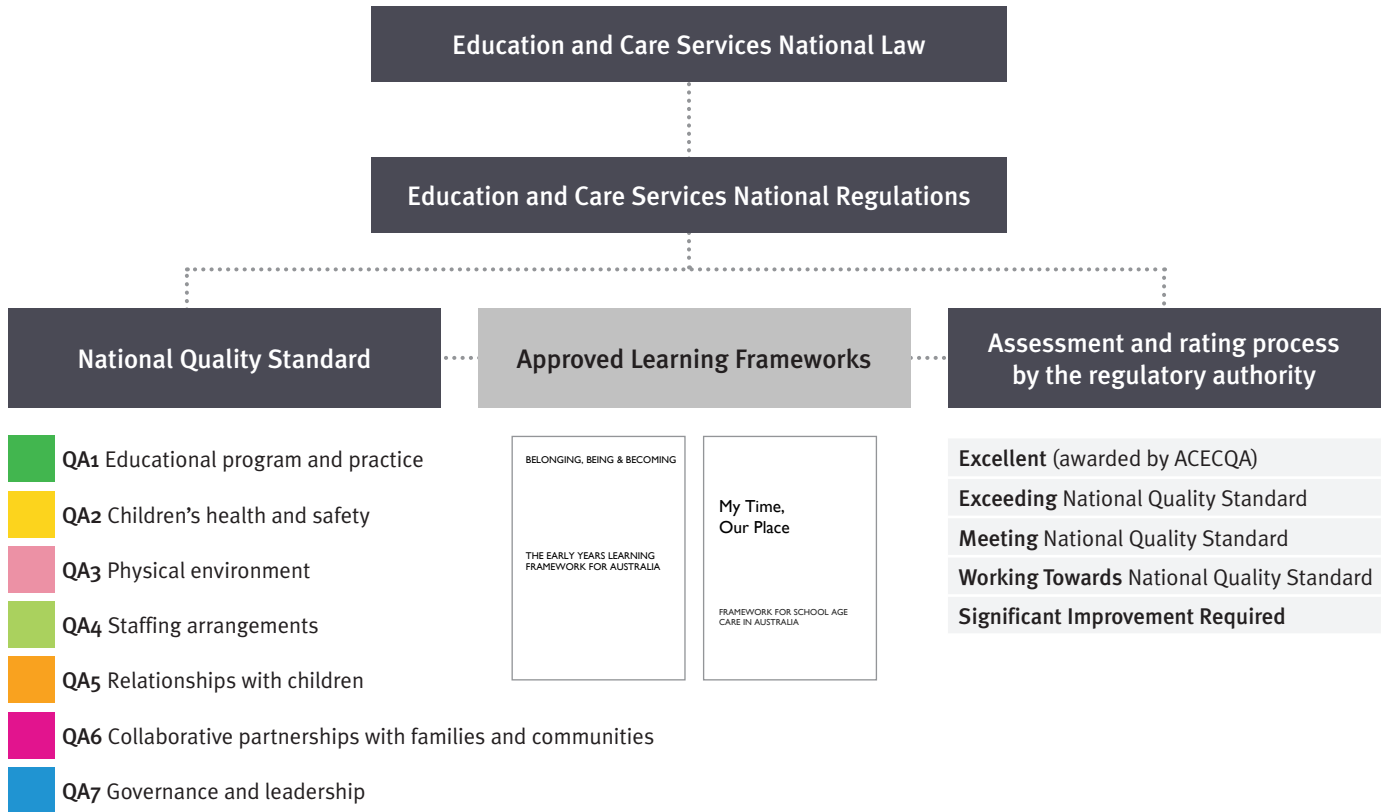 Education and Care Services National Law
Education and Care Services National Regulations
National Quality Standard
Approved Learning Frameworks
Assessment and rating process
by the regulatory authority
QA1 Educational program and practice
QA2 Children’s health and safety
QA3 Physical environment
QA4 Staffing arrangements
QA5 Relationships with children
QA6 Collaborative partnerships with families and communities
QA7 Governance and leadership
BELONGING, BEING & BECOMING
THE EARLY YEARS LEARNING
FRAMEWORK FOR AUSTRALIA
My Time,
Our Place
FRAMEWORK FOR SCHOOL AGE
CARE IN AUSTRALIA
Excellent (awarded by ACECQA)
Exceeding National Quality Standard
Meeting National Quality Standard
Working Towards National Quality Standard
Significant Improvement Required